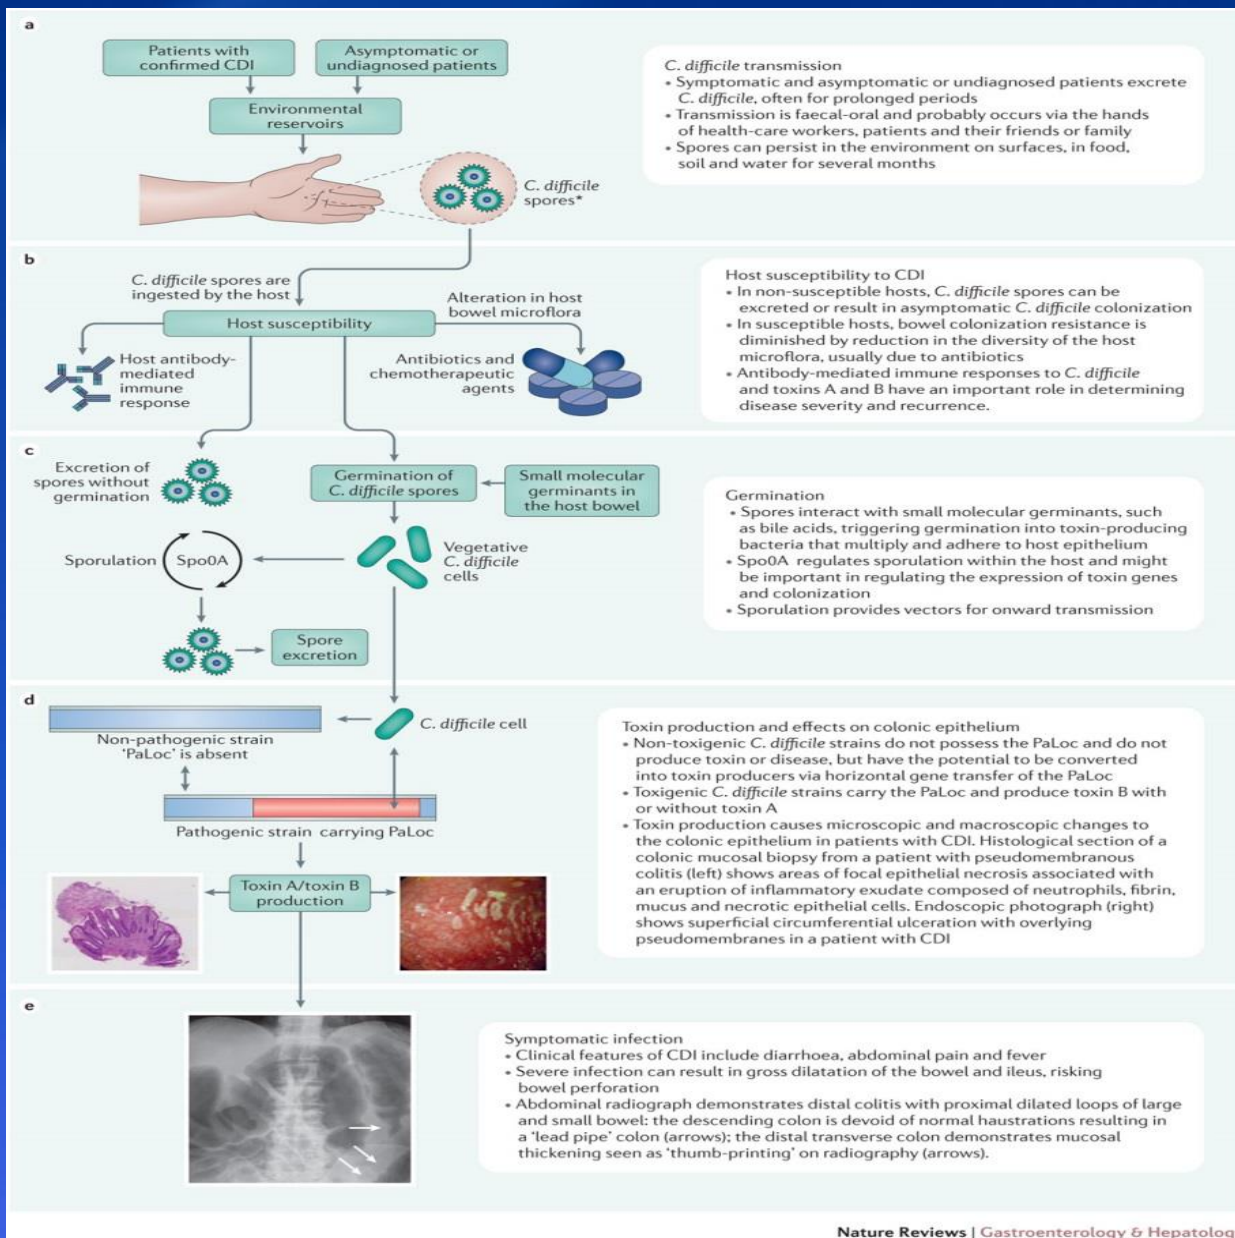 a
Patients with
confirmed CDI
Asymptomatic or
undiagnosed patients
Environmental
reservoirs
C. difficile
spores*
C. difficile transmission
• Symptomatic and asymptomatic or undiagnosed patients excrete
C. difficile, often for prolonged periods
• Transmission is faecal-oral and probably occurs via the hands
of health-care workers, patients and their friends or family
• Spores can persist in the environment on surfaces, in food,
soil and water for several months
b
C. difficile spores are
ingested by the host
Alteration in host
bowel microflora
Host susceptibility
Host antibody-
mediated
immune
response
Antibiotics and
chemotherapeutic
agents
Host susceptibility to CDI
• In non-susceptible hosts, C. difficile spores can be
excreted or result in asymptomatic C. difficile colonization
• In susceptible hosts, bowel colonization resistance is
diminished by reduction in the diversity of the host
microflora, usually due to antibiotics
• Antibody-mediated immune responses to C. difficile
and toxins A and B have an important role in determining
disease severity and recurrence.
c
Excretion of
spores without
germination
Germination of
C. difficile spores
Small molecular
germinants in
the host bowel
Sporulation
Spo0A
Vegetative
C. difficile
cells
Spore
excretion
Germination
• Spores interact with small molecular germinants, such
as bile acids, triggering germination into toxin-producing
bacteria that multiply and adhere to host epithelium
• Spo0A regulates sporulation within the host and might
be important in regulating the expression of toxin genes
and colonization
• Sporulation provides vectors for onward transmission
d
Non-pathogenic strain
'PaLoc' is absent
C. difficile cell
Pathogenic strain carrying PaLoc
Toxin A/toxin B
production
Toxin production and effects on colonic epithelium
• Non-toxigenic C. difficile strains do not possess the PaLoc and do not
produce toxin or disease, but have the potential to be converted
into toxin producers via horizontal gene transfer of the PaLoc
• Toxigenic C. difficile strains carry the PaLoc and produce toxin B with
or without toxin A
• Toxin production causes microscopic and macroscopic changes to
the colonic epithelium in patients with CDI. Histological section of a
colonic mucosal biopsy from a patient with pseudomembranous
colitis (left) shows areas of focal epithelial necrosis associated with
an eruption of inflammatory exudate composed of neutrophils, fibrin,
mucus and necrotic epithelial cells. Endoscopic photograph (right)
shows superficial circumferential ulceration with overlying
pseudomembranes in a patient with CDI
e
Symptomatic infection
• Clinical features of CDI include diarrhoea, abdominal pain and fever
• Severe infection can result in gross dilatation of the bowel and ileus, risking
bowel perforation
• Abdominal radiograph demonstrates distal colitis with proximal dilated loops of large
and small bowel: the descending colon is devoid of normal haustrations resulting in
a 'lead pipe' colon (arrows); the distal transverse colon demonstrates mucosal
thickening seen as 'thumb-printing' on radiography (arrows).
Nature Reviews | Gastroenterology & Hepatolog